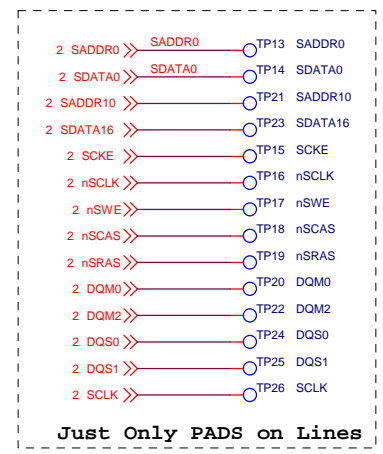 2 SADDR0 SADDR0 TP13 SADDR0
2 SDATA0 SDATA0 TP14 SDATA0
2 SADDR10 TP21 SADDR10
2 SDATA16 TP23 SDATA16
2 SCKE TP15 SCKE
2 nSCLK TP16 nSCLK
2 nSWE TP17 nSWE
2 nSCAS TP18 nSCAS
2 nSRAS TP19 nSRAS
2 DQM0 TP20 DQM0
2 DQM2 TP22 DQM2
2 DQS0 TP24 DQS0
2 DQS1 TP25 DQS1
2 SCLK TP26 SCLK
Just Only PADS on Lines